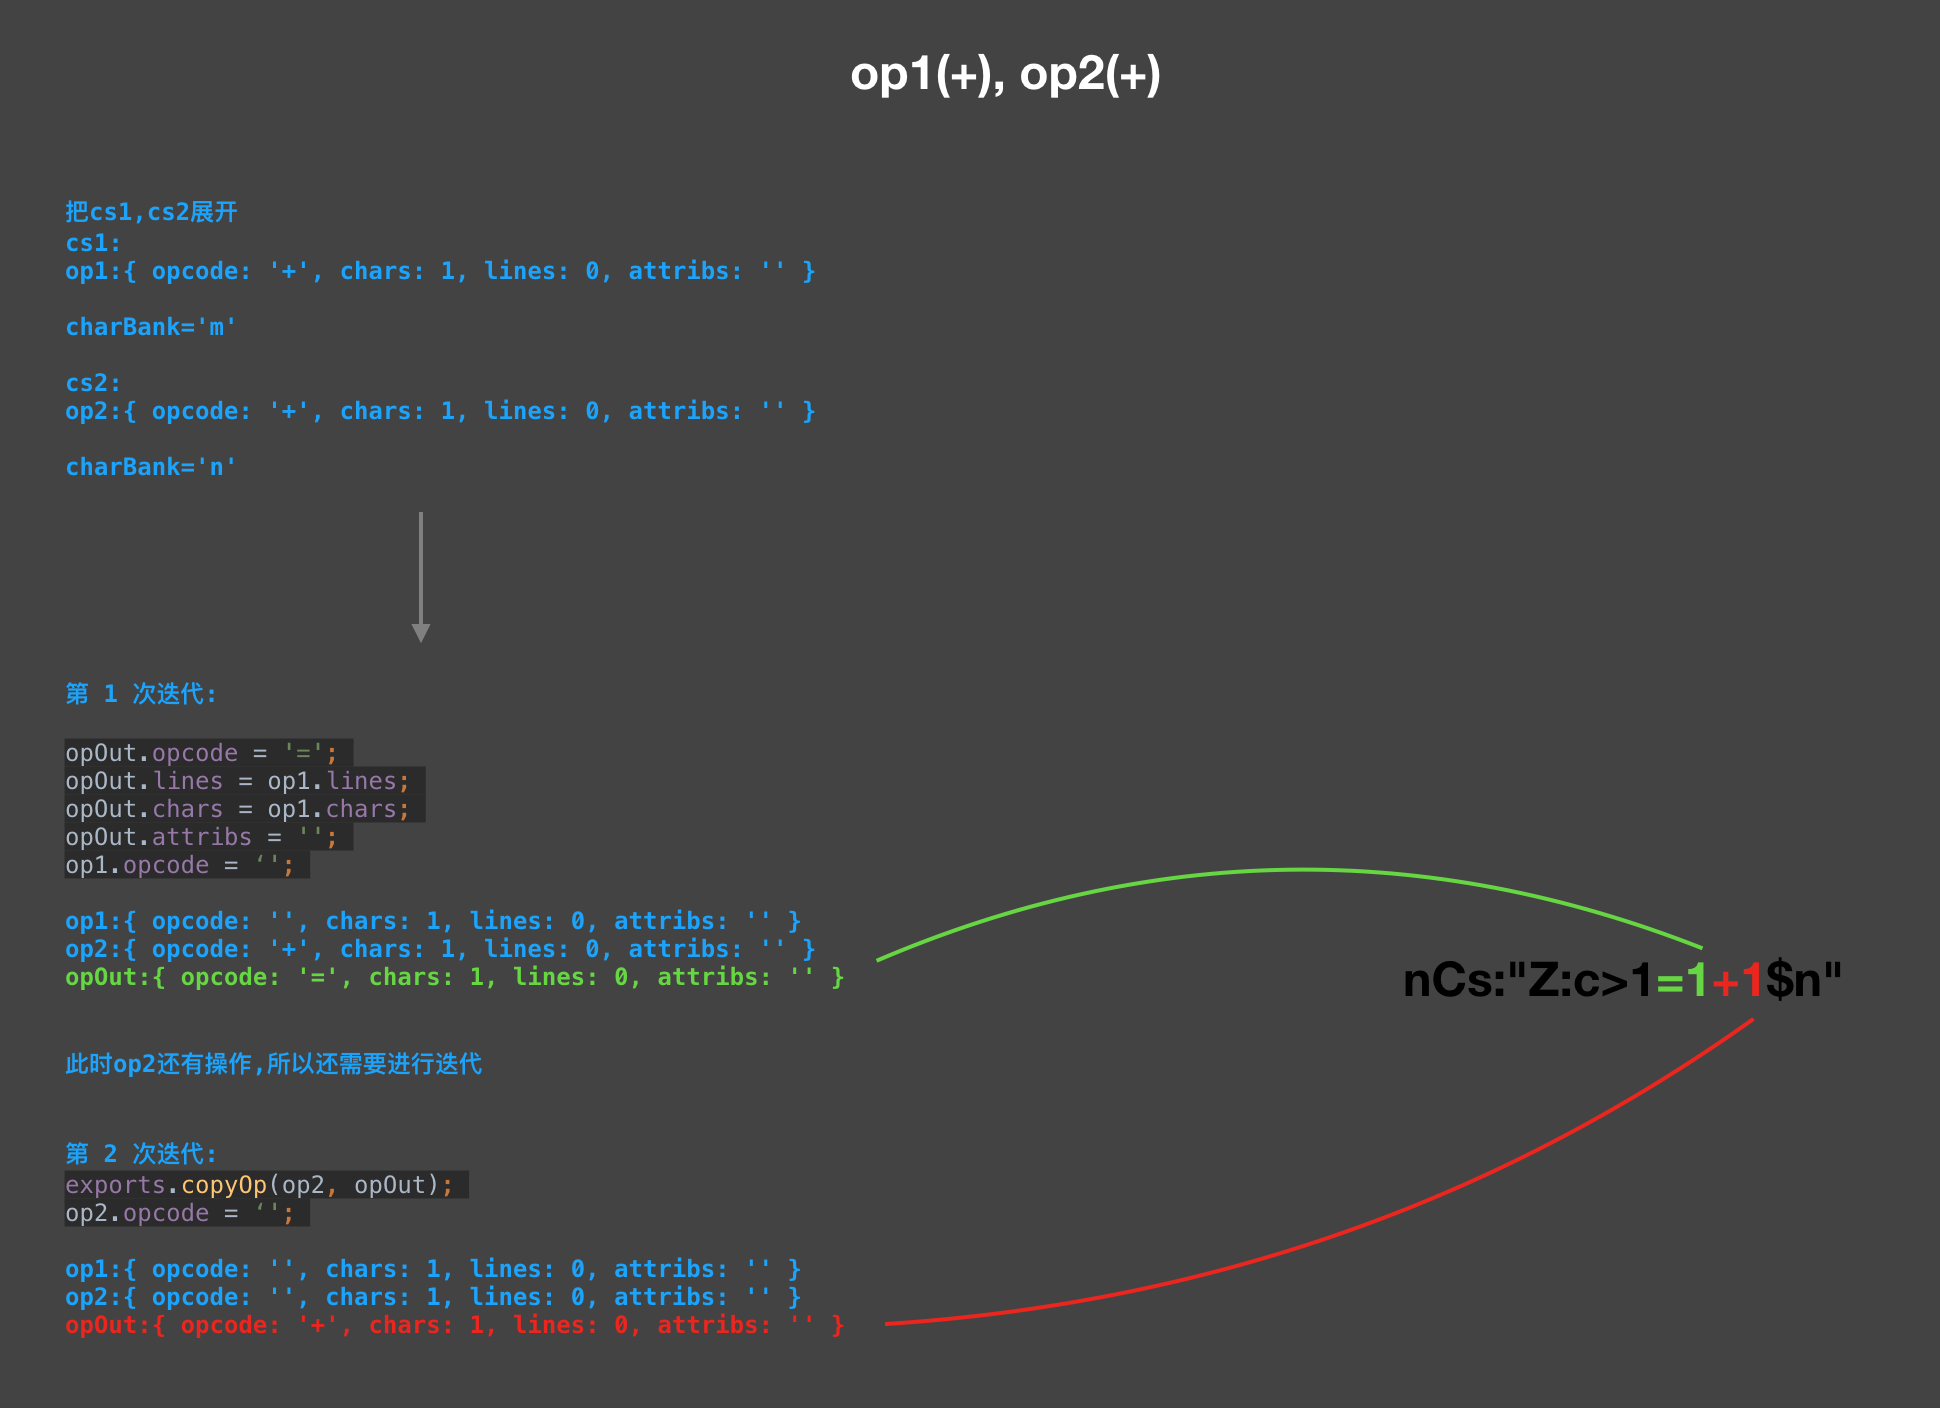 op1(+), op2(+)
把cs1,cs2展开
cs1:
op1:{ opcode: '+', chars: 1, lines: 0, attribs: '' }
charBank='m'
cs2:
op2:{ opcode: '+', chars: 1, lines: 0, attribs: '' }
charBank='n'
第 1 次迭代:
opOut.opcode = '=';
opOut.lines = op1.lines;
opOut.chars = op1.chars;
opOut.attribs = '';
op1.opcode = ‘';
op1:{ opcode: '', chars: 1, lines: 0, attribs: '' }
op2:{ opcode: '+', chars: 1, lines: 0, attribs: '' }
opOut:{ opcode: '=', chars: 1, lines: 0, attribs: '' }
nCs:"Z:c>1=1+1$n"
此时op2还有操作,所以还需要进行迭代
第 2 次迭代:
exports.copyOp(op2, opOut);
op2.opcode = ‘';
op1:{ opcode: '', chars: 1, lines: 0, attribs: '' }
op2:{ opcode: '', chars: 1, lines: 0, attribs: '' }
opOut:{ opcode: '+', chars: 1, lines: 0, attribs: '' }